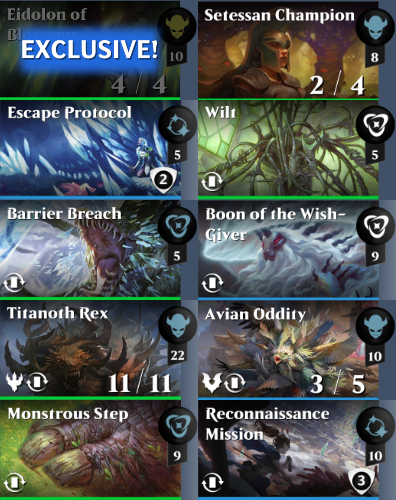 Eidolon of
EXCLUSIVE!
10
4 / 4
Setessan Champion
8
2 / 4
Escape Protocol
5
2
Wilt
5
Barrier Breach
5
Boon of the Wish-
Giver
9
Titanoth Rex
22
11 / 11
Avian Oddity
10
3 / 5
Monstrous Step
9
Reconnaissance
Mission
10
3